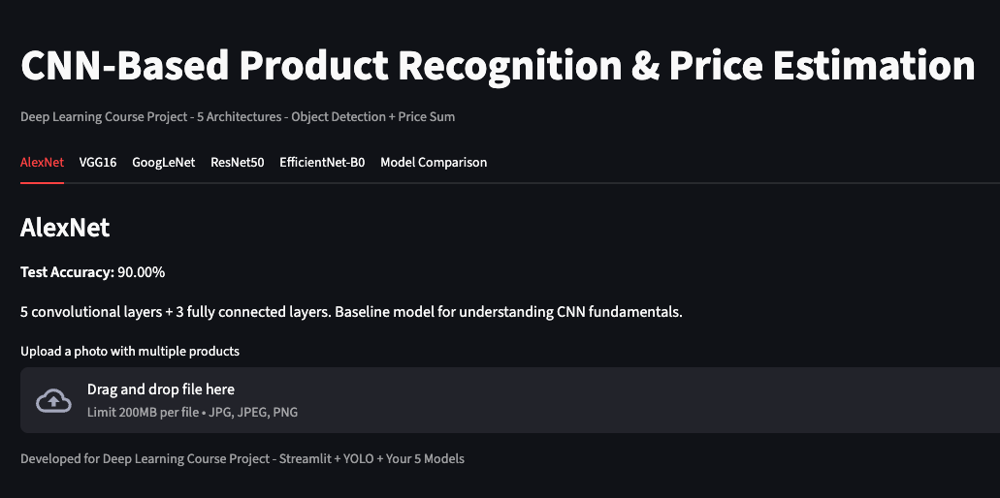 CNN-Based Product Recognition & Price Estimation
Deep Learning Course Project - 5 Architectures - Object Detection + Price Sum
AlexNet VGG16 GoogLeNet ResNet50 EfficientNet-B0 Model Comparison
AlexNet
Test Accuracy: 90.00%
5 convolutional layers + 3 fully connected layers. Baseline model for understanding CNN fundamentals.
Upload a photo with multiple products
Drag and drop file here
Limit 200MB per file • JPG, JPEG, PNG
Developed for Deep Learning Course Project - Streamlit + YOLO + Your 5 Models